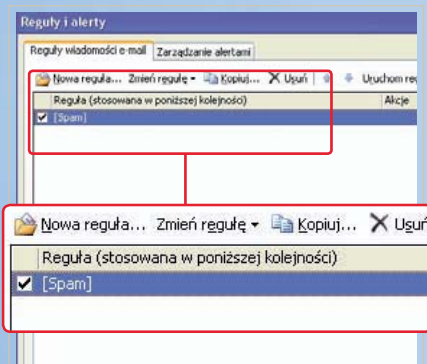 Reguły i alerty
Reguły wiadomości e-mail Zarządzanie alertami
Nowa reguła... Zmień regułę Kopiuj... Usuń Uruchom reg
Reguła (stosowana w poniższej kolejności) Akcje
[Spam]
Nowa reguła... Zmień regułę Kopiuj... Usuń
Reguła (stosowana w poniższej kolejności)
[Spam]